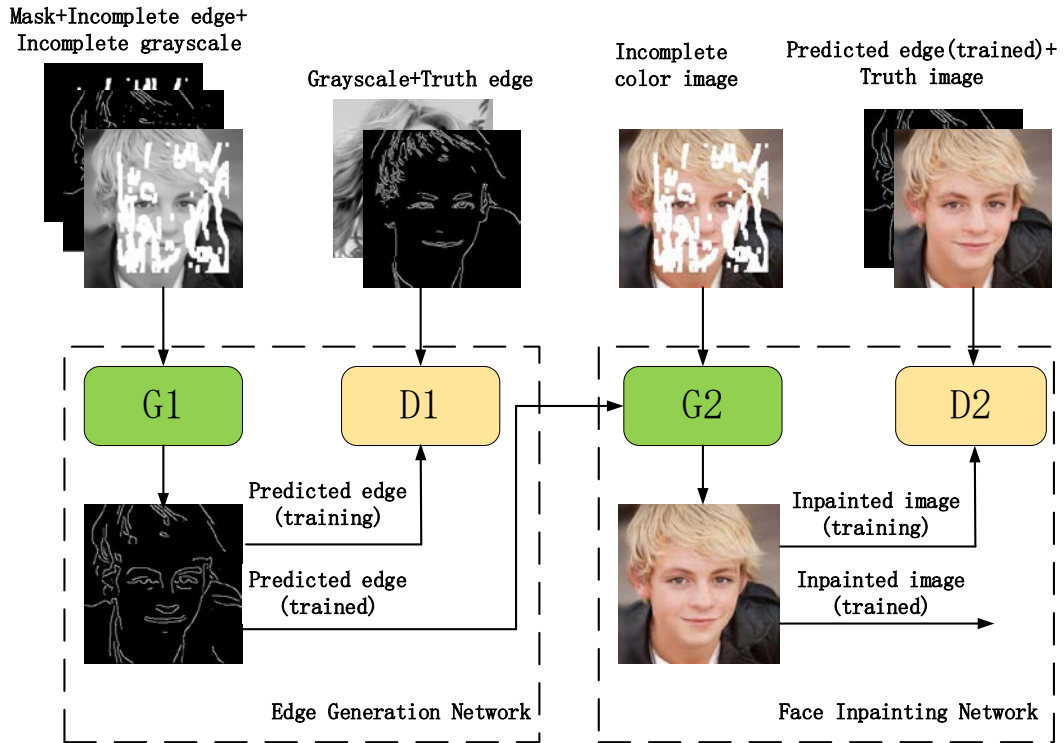 Mask+Incomplete edge+
Incomplete grayscale
Grayscale+Truth edge
Incomplete
color image
Predicted edge(trained)+
Truth image
G1
D1
G2
D2
Predicted edge
(training)
Predicted edge
(trained)
Inpainted image
(training)
Inpainted image
(trained)
Edge Generation Network
Face Inpainting Network